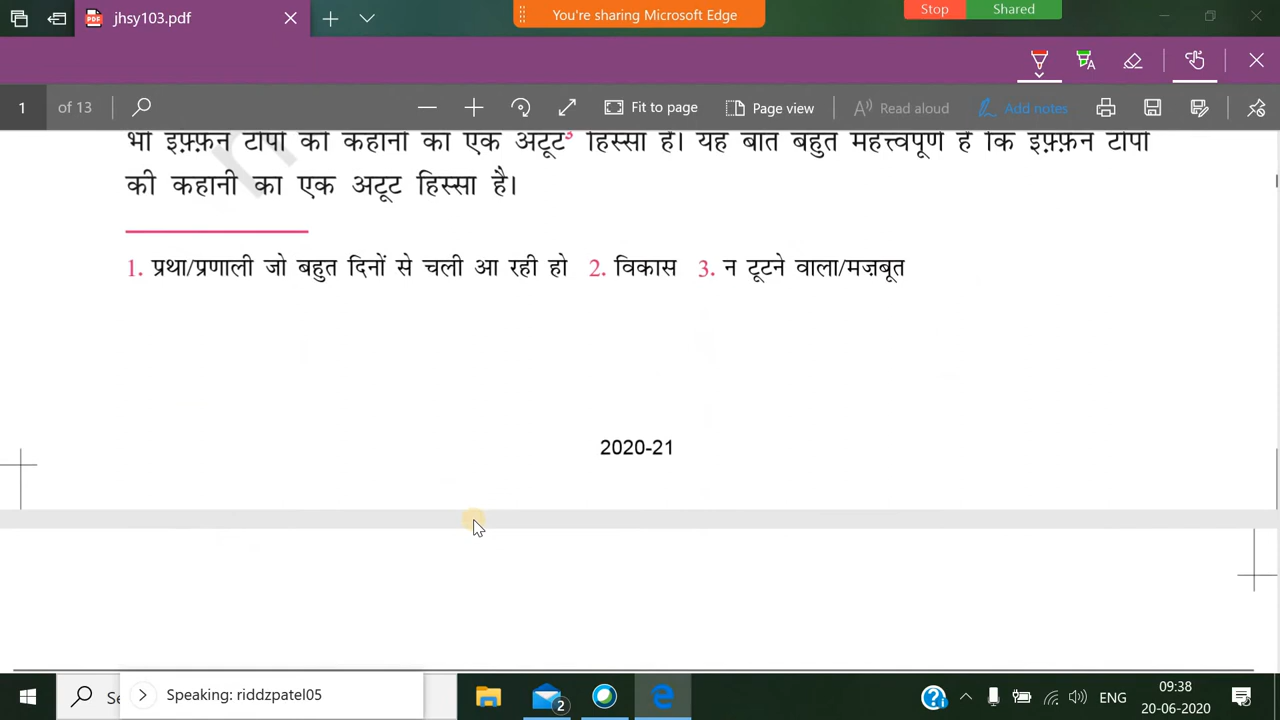 jhsy103.pdf
You're sharing Microsoft Edge
Stop
Shared
1 of 13
Fit to page
Page view
Read aloud
Add notes
भी इफ़्फ़न टोपी की कहानी का एक अटूट³ हिस्सा है। यह बात बहुत महत्त्वपूर्ण है कि इफ़्फ़न टोपी
की कहानी का एक अटूट हिस्सा है।
1. प्रथा/प्रणाली जो बहुत दिनों से चली आ रही हो 2. विकास 3. न टूटने वाला/मज़बूत
2020-21
Speaking: riddzpatel05
2
ENG
09:38
20-06-2020